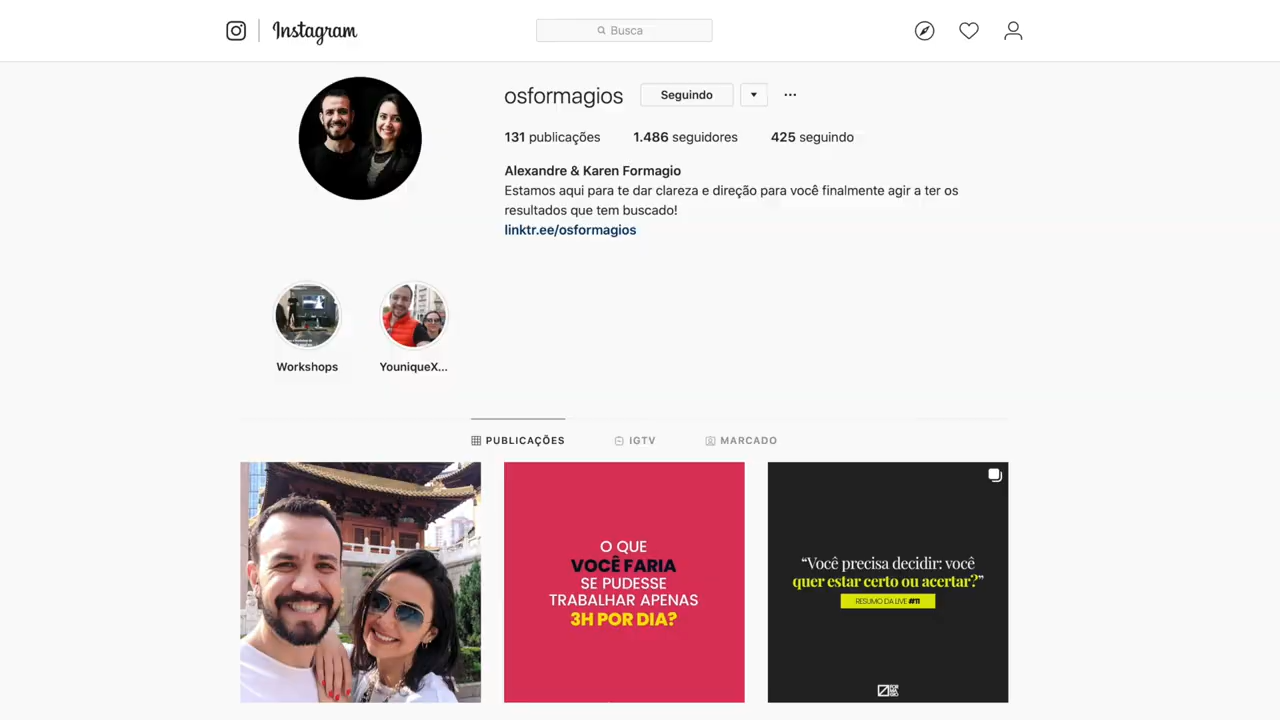 Instagram
Busca
osformagios
Seguindo
131 publicações 1.486 seguidores 425 seguindo
Alexandre & Karen Formagio
Estamos aqui para te dar clareza e direção para você finalmente agir a ter os
resultados que tem buscado!
linktr.ee/osformagios
Workshops
YouniqueX...
PUBLICAÇÕES
IGTV
MARCADO
O QUE
VOCÊ FARIA
SE PUDESSE
TRABALHAR APENAS
3H POR DIA?
“Você precisa decidir: você
quer estar certo ou acertar?”
RESUMO DA LIVE #11